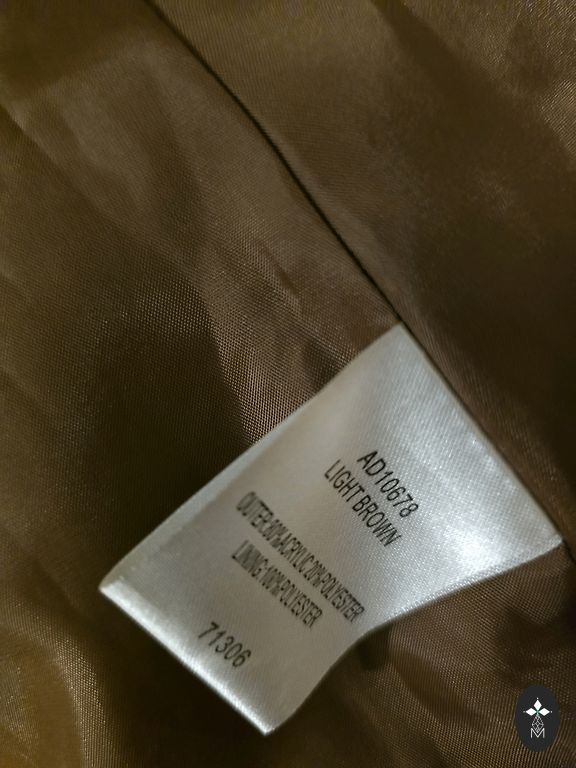 AD10678
LIGHT BROWN
OUTER:80%ACRYLIC 20%POLYESTER
LINING:100%POLYESTER
71306
M